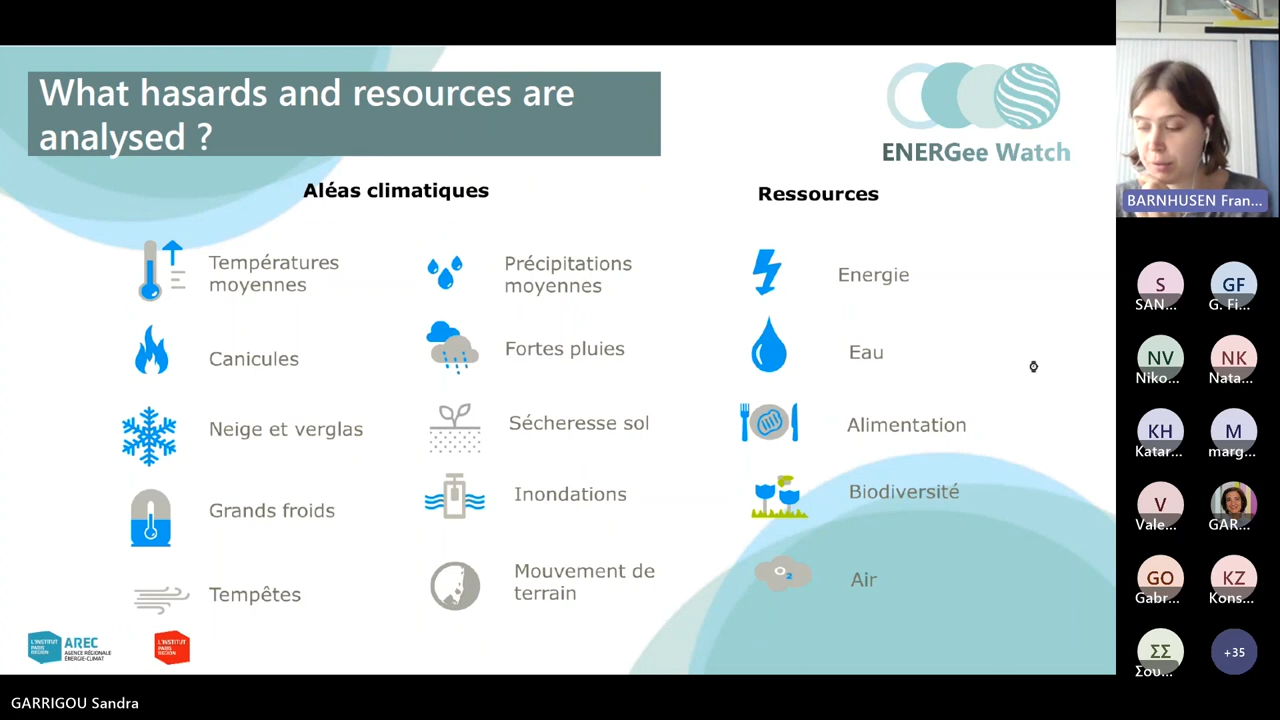 What hasards and resources are
analysed ?
ENERGee Watch
Aléas climatiques
Ressources
Températures
moyennes
Précipitations
moyennes
Energie
Canicules
Fortes pluies
Eau
Neige et verglas
Sécheresse sol
Alimentation
Grands froids
Inondations
Biodiversité
Tempêtes
Mouvement de
terrain
O2
Air
L'INSTITUT
PARIS
REGION
AREC
AGENCE RÉGIONALE
ÉNERGIE-CLIMAT
L'INSTITUT
PARIS
REGION
GARRIGOU Sandra
BARNHUSEN Fran...
S
SAN...
GF
G. Fi...
NV
Niko...
NK
Nata...
KH
Katar...
M
marg...
V
Vale...
GAR...
GO
Gabr...
KZ
Kons...
ΣΣ
Σου...
+35